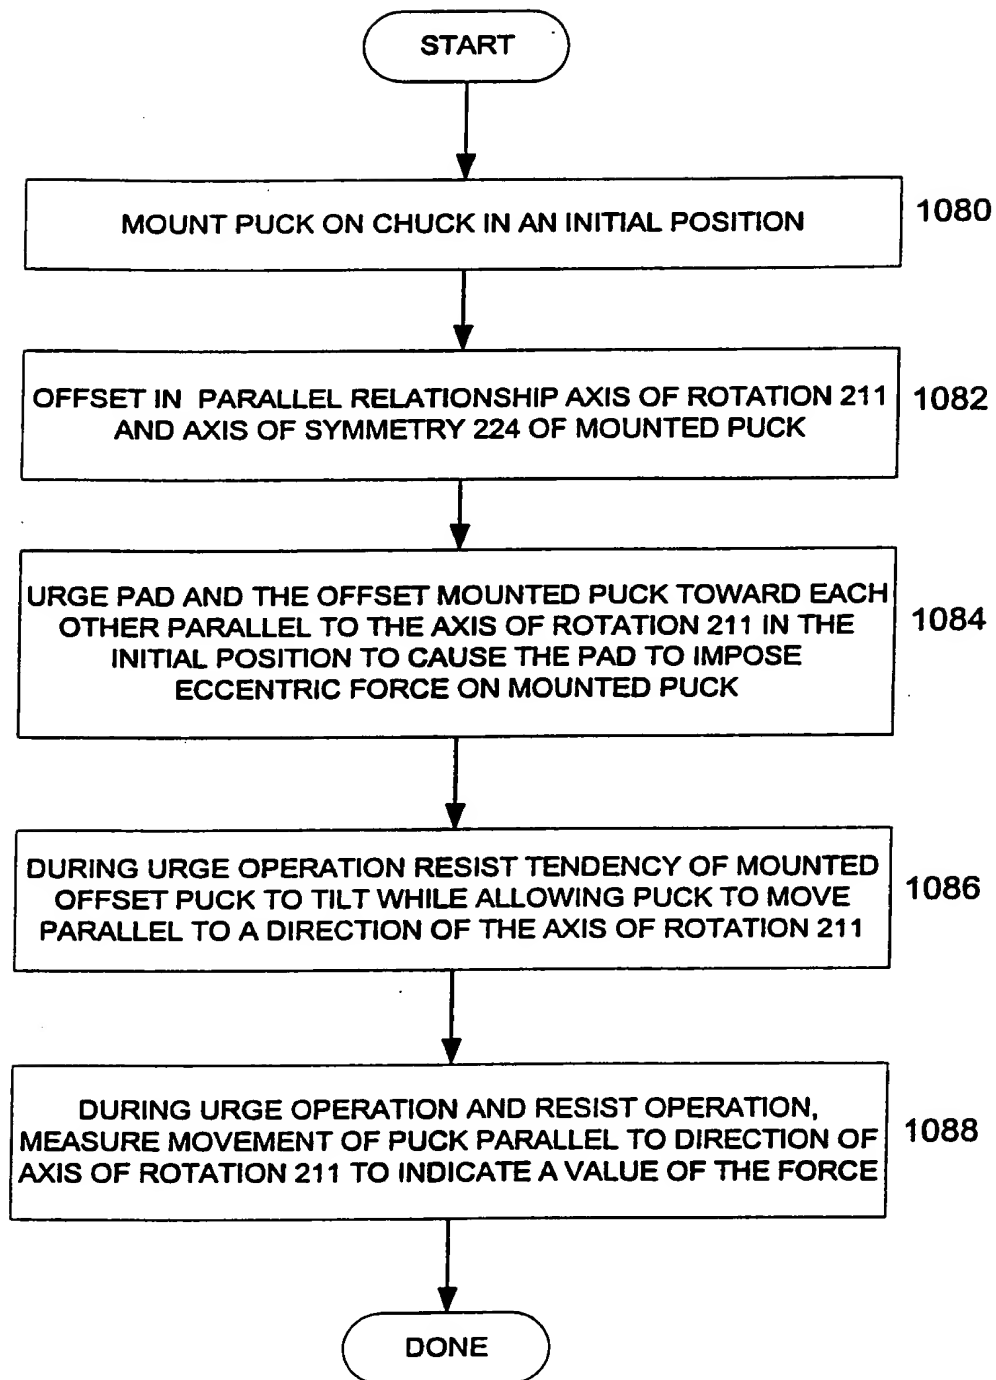 START
MOUNT PUCK ON CHUCK IN AN INITIAL POSITION
1080
OFFSET IN PARALLEL RELATIONSHIP AXIS OF ROTATION 211
AND AXIS OF SYMMETRY 224 OF MOUNTED PUCK
1082
URGE PAD AND THE OFFSET MOUNTED PUCK TOWARD EACH
OTHER PARALLEL TO THE AXIS OF ROTATION 211 IN THE
INITIAL POSITION TO CAUSE THE PAD TO IMPOSE
ECCENTRIC FORCE ON MOUNTED PUCK
1084
DURING URGE OPERATION RESIST TENDENCY OF MOUNTED
OFFSET PUCK TO TILT WHILE ALLOWING PUCK TO MOVE
PARALLEL TO A DIRECTION OF THE AXIS OF ROTATION 211
1086
DURING URGE OPERATION AND RESIST OPERATION,
MEASURE MOVEMENT OF PUCK PARALLEL TO DIRECTION OF
AXIS OF ROTATION 211 TO INDICATE A VALUE OF THE FORCE
1088
DONE